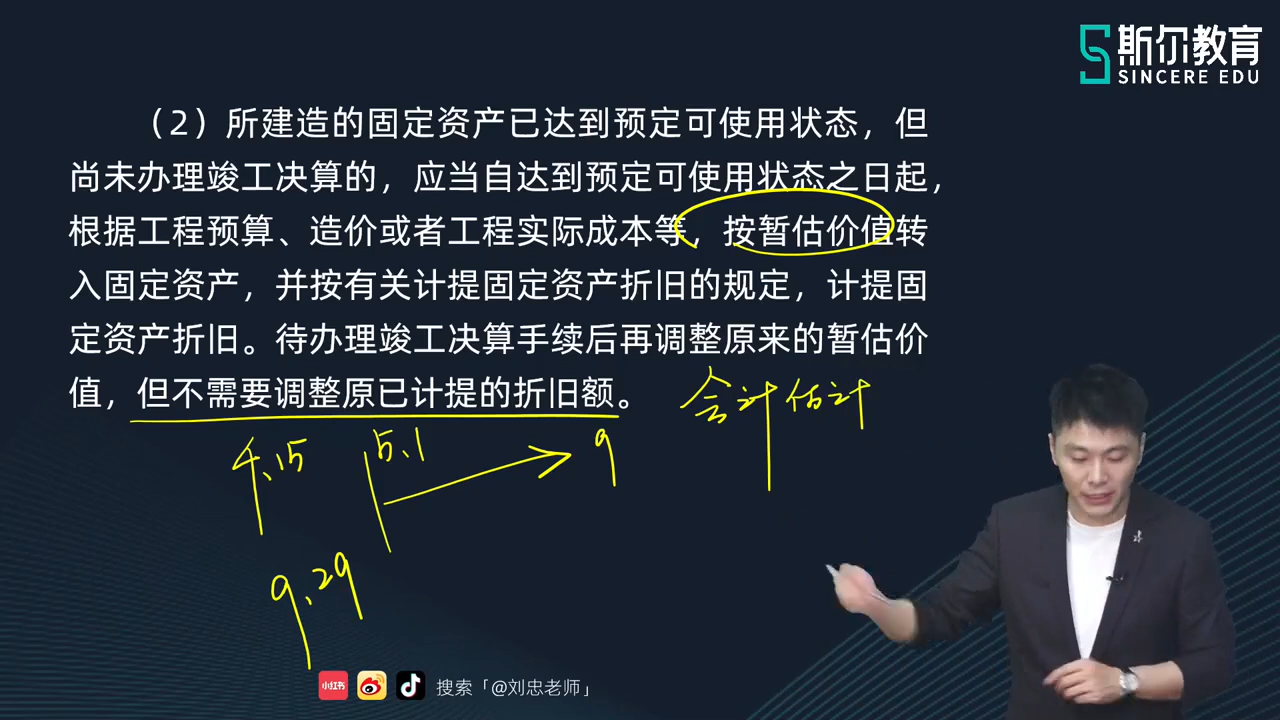 斯尔教育
SINCERE EDU
（2）所建造的固定资产已达到预定可使用状态，但
尚未办理竣工决算的，应当自达到预定可使用状态之日起，
根据工程预算、造价或者工程实际成本等，按暂估价值转
入固定资产，并按有关计提固定资产折旧的规定，计提固
定资产折旧。待办理竣工决算手续后再调整原来的暂估价
值，但不需要调整原已计提的折旧额。
会计估计
4.15 5.1 9
9.29
小红书
搜索「@刘忠老师」